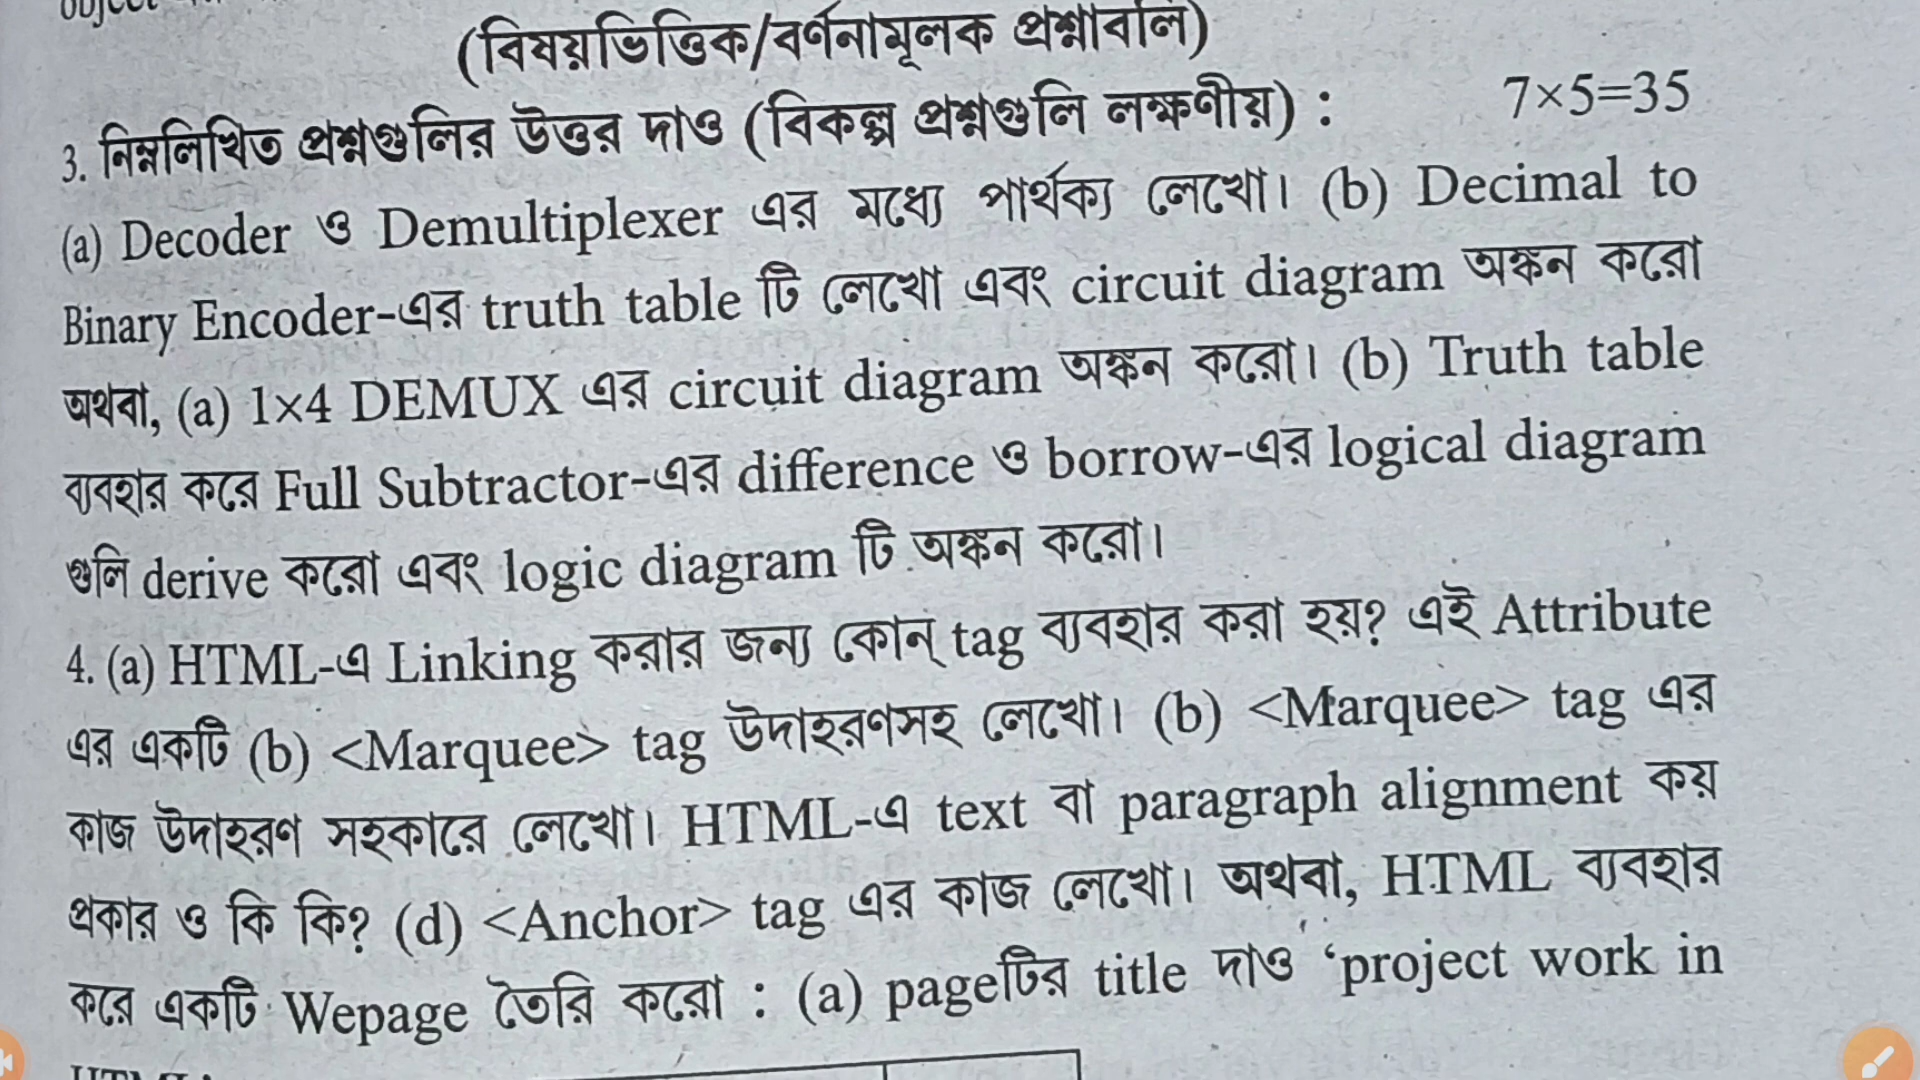 (বিষয়ভিত্তিক/বর্ণনামূলক প্রশ্নাবলি)
3. নিম্নলিখিত প্রশ্নগুলির উত্তর দাও (বিকল্প প্রশ্নগুলি লক্ষণীয়) : 7×5=35
(a) Decoder ও Demultiplexer এর মধ্যে পার্থক্য লেখো। (b) Decimal to
Binary Encoder-এর truth table টি লেখো এবং circuit diagram অঙ্কন করো
অথবা, (a) 1×4 DEMUX এর circuit diagram অঙ্কন করো। (b) Truth table
ব্যবহার করে Full Subtractor-এর difference ও borrow-এর logical diagram
গুলি derive করো এবং logic diagram টি অঙ্কন করো।
4. (a) HTML-এ Linking করার জন্য কোন্ tag ব্যবহার করা হয়? এই Attribute
এর একটি (b) <Marquee> tag উদাহরণসহ লেখো। (b) <Marquee> tag এর
কাজ উদাহরণ সহকারে লেখো। HTML-এ text বা paragraph alignment কয়
প্রকার ও কি কি? (d) <Anchor> tag এর কাজ লেখো। অথবা, HTML ব্যবহার
করে একটি Wepage তৈরি করো : (a) pageটির title দাও ‘project work in